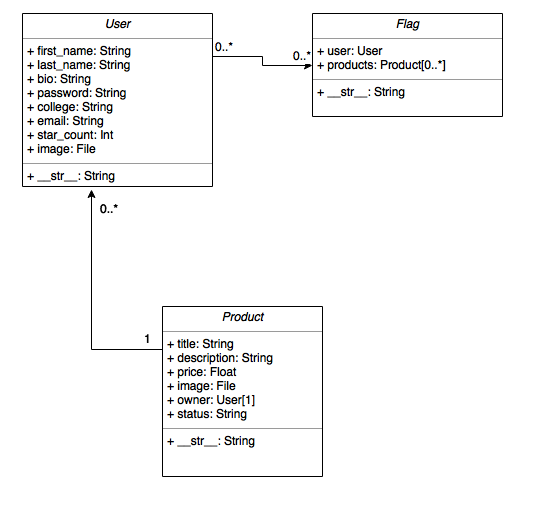 User
+ first_name: String
+ last_name: String
+ bio: String
+ password: String
+ college: String
+ email: String
+ star_count: Int
+ image: File
+ __str__: String
0..*
0..*
Flag
+ user: User
+ products: Product[0..*]
+ __str__: String
0..*
1
Product
+ title: String
+ description: String
+ price: Float
+ image: File
+ owner: User[1]
+ status: String
+ __str__: String